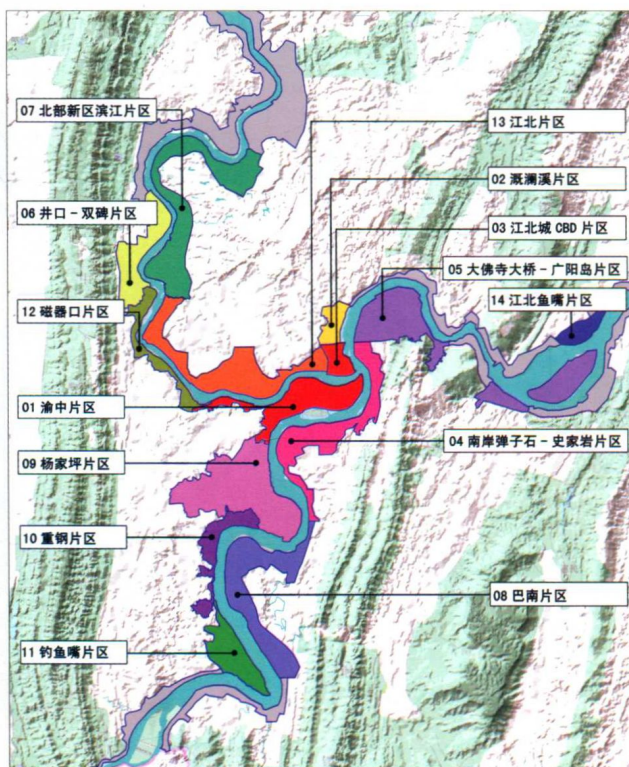 07 北部新区滨江片区
13 江北片区
02 溉澜溪片区
06 井口－双碑片区
03 江北城 CBD 片区
05 大佛寺大桥－广阳岛片区
14 江北鱼嘴片区
12 磁器口片区
01 渝中片区
04 南岸弹子石－史家岩片区
09 杨家坪片区
10 重钢片区
08 巴南片区
11 钓鱼嘴片区